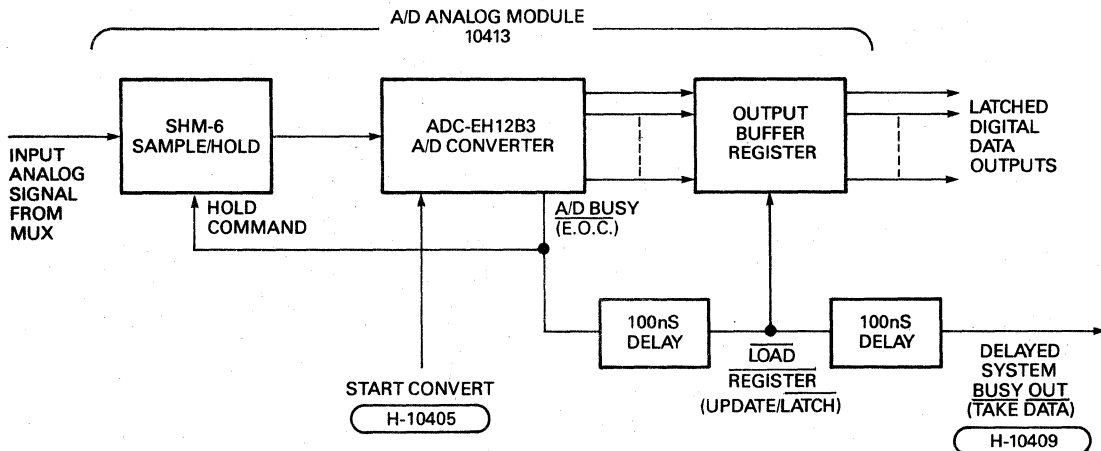 A/D ANALOG MODULE
10413
SHM-6
SAMPLE/HOLD
ADC-EH12B3
A/D CONVERTER
OUTPUT
BUFFER
REGISTER
LATCHED
DIGITAL
DATA
OUTPUTS
INPUT
ANALOG
SIGNAL
FROM
MUX
HOLD
COMMAND
A/D BUSY
(E.O.C.)
100nS
DELAY
100nS
DELAY
START CONVERT
H-10405
LOAD
REGISTER
(UPDATE/LATCH)
DELAYED
SYSTEM
BUSY OUT
(TAKE DATA)
H-10409